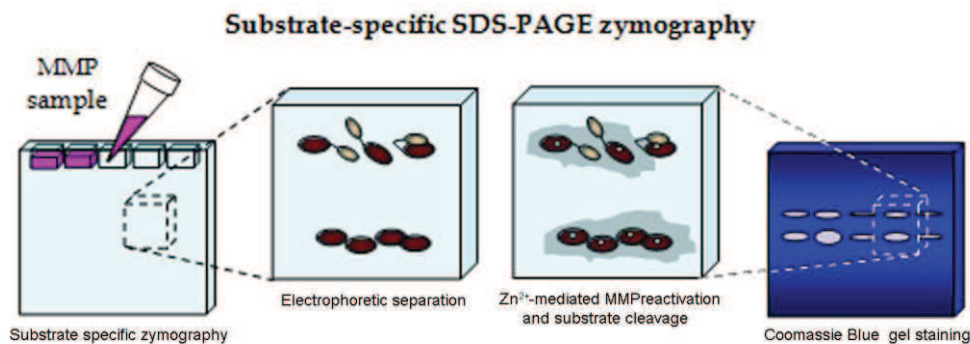 Substrate-specific SDS-PAGE zymography
MMP
sample
Substrate specific zymography
Electrophoretic separation
Zn²⁺-mediated MMPreactivation
and substrate cleavage
Coomassie Blue gel staining